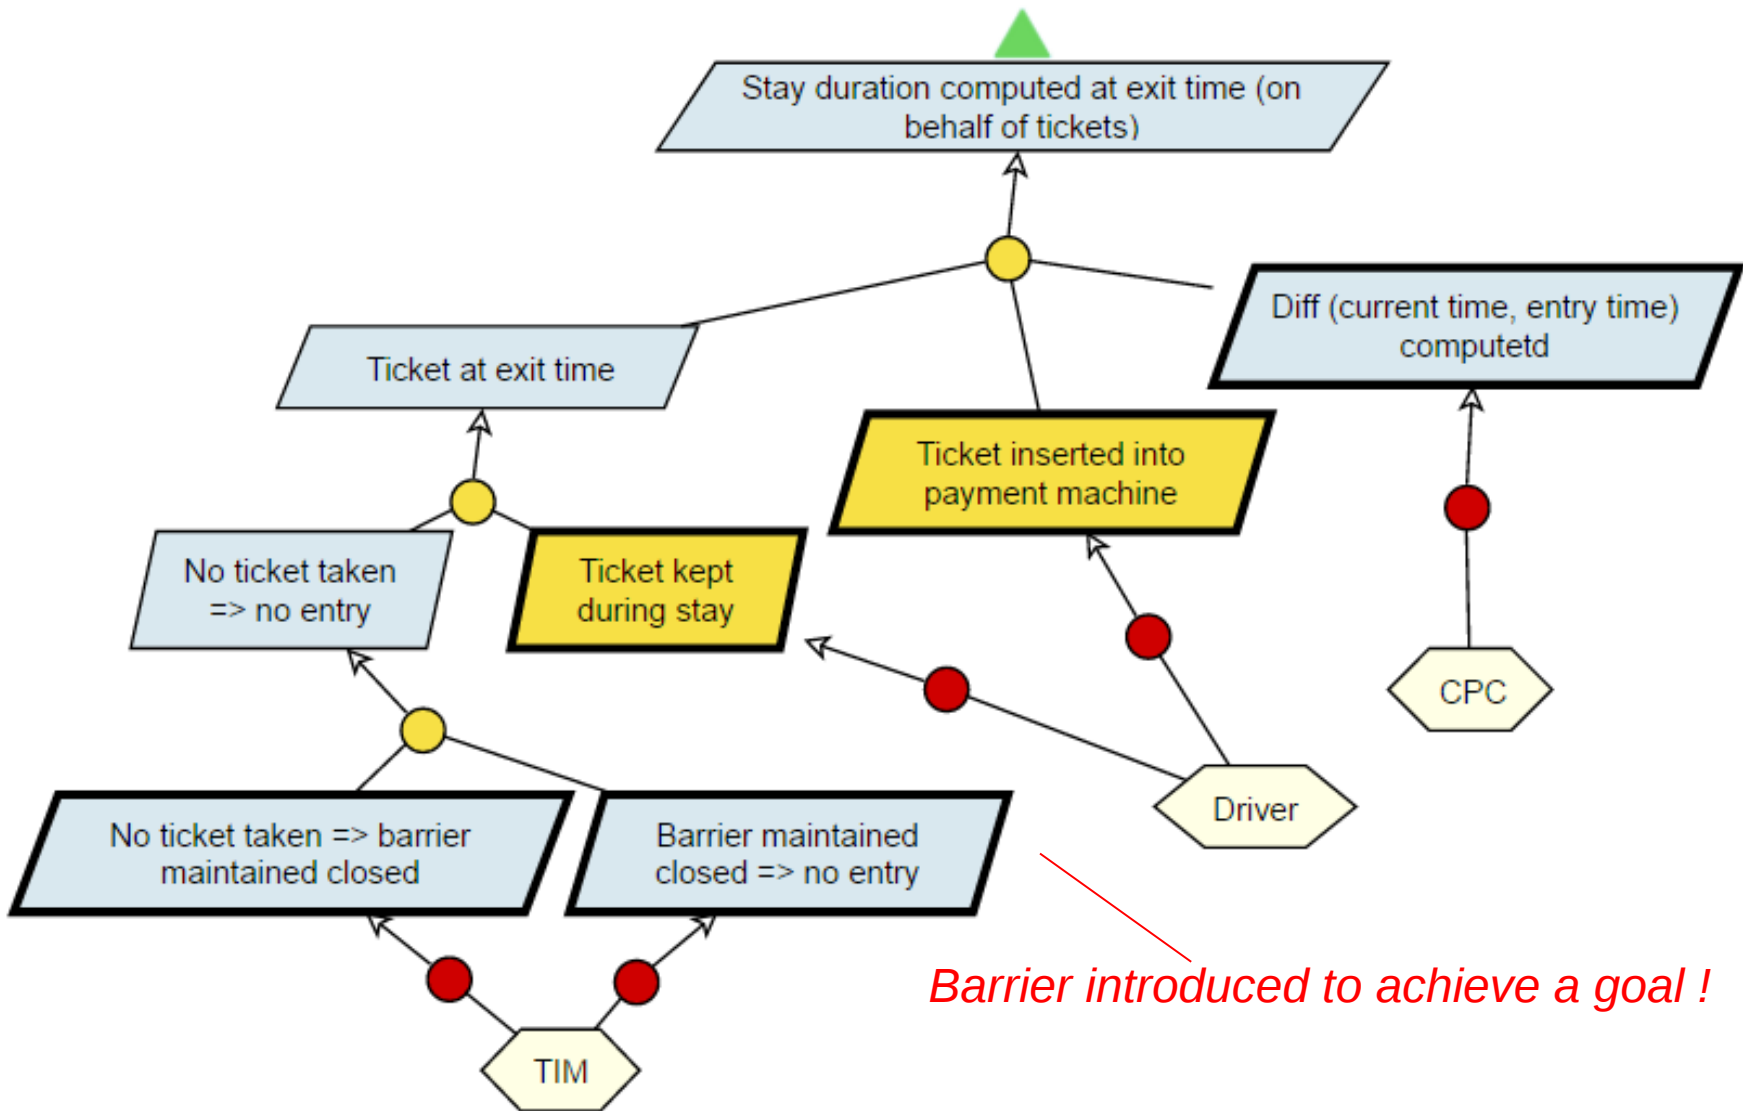 Stay duration computed at exit time (on
behalf of tickets)
Diff (current time, entry time)
computetd
Ticket at exit time
Ticket inserted into
payment machine
No ticket taken
=> no entry
Ticket kept
during stay
CPC
Driver
No ticket taken => barrier
maintained closed
Barrier maintained
closed => no entry
Barrier introduced to achieve a goal !
TIM